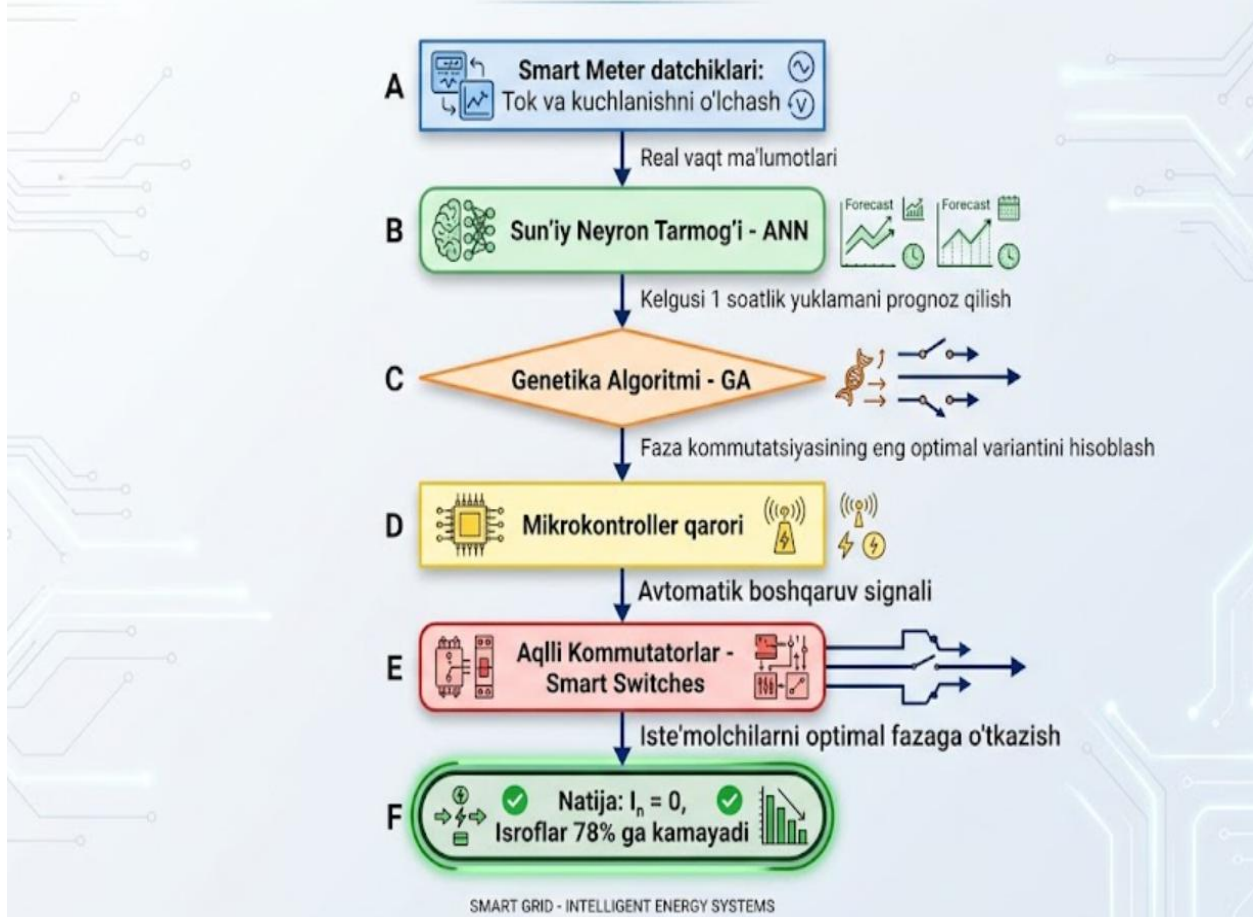 A
Smart Meter datchiklari:
Tok va kuchlanishni o'lchash
V
Real vaqt ma'lumotlari
B
Sun'iy Neyron Tarmog'i - ANN
Forecast
Forecast
Kelgusi 1 soatlik yuklamani prognoz qilish
C
Genetika Algoritmi - GA
Faza kommutatsiyasining eng optimal variantini hisoblash
D
Mikrokontroller qarori
Avtomatik boshqaruv signali
E
Aqlli Kommutatorlar -
Smart Switches
Iste'molchilarni optimal fazaga o'tkazish
F
Natija: Iₙ = 0,
Isroflar 78% ga kamayadi
SMART GRID - INTELLIGENT ENERGY SYSTEMS